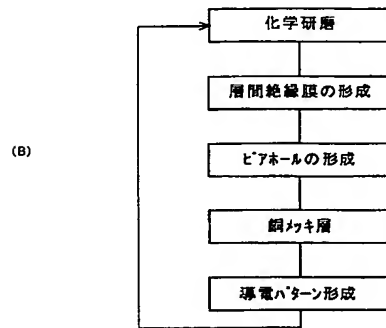 化学研磨
層間絶縁膜の形成
(B)
ビアホールの形成
銅メッキ層
導電パターン形成